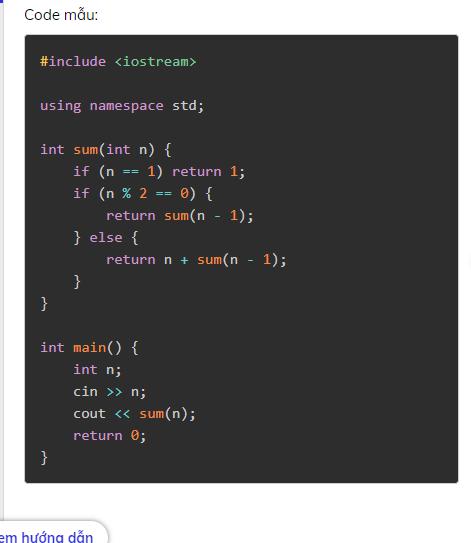 Code mẫu:
#include <iostream>
using namespace std;
int sum(int n) {
    if (n == 1) return 1;
    if (n % 2 == 0) {
        return sum(n - 1);
    } else {
        return n + sum(n - 1);
    }
}
int main() {
    int n;
    cin >> n;
    cout << sum(n);
    return 0;
}
em hướng dẫn